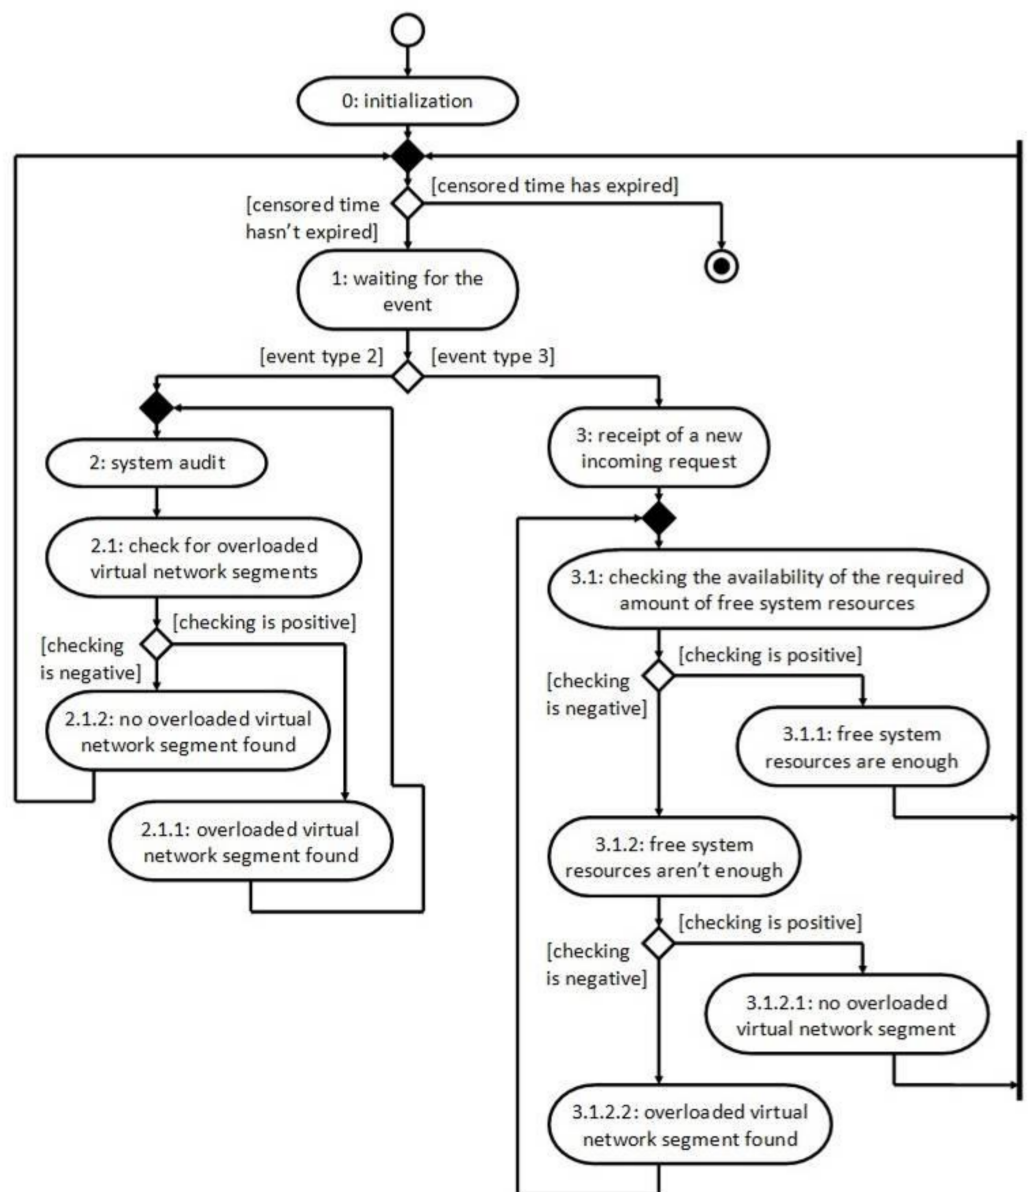 0: initialization
[censored time has expired]
[censored time
hasn't expired]
1: waiting for the
event
[event type 2]
[event type 3]
2: system audit
3: receipt of a new
incoming request
2.1: check for overloaded
virtual network segments
3.1: checking the availability of the required
amount of free system resources
[checking is positive]
[checking
is negative]
[checking is positive]
[checking
is negative]
2.1.2: no overloaded virtual
network segment found
3.1.1: free system
resources are enough
2.1.1: overloaded virtual
network segment found
3.1.2: free system
resources aren't enough
[checking is positive]
[checking
is negative]
3.1.2.1: no overloaded
virtual network segment
3.1.2.2: overloaded virtual
network segment found